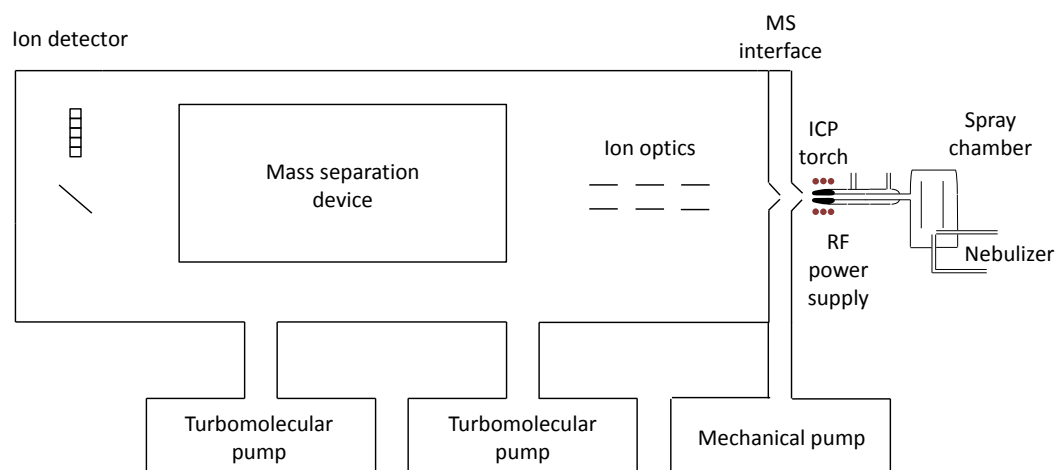 Ion detector
MS
interface
ICP
torch
Spray
chamber
Ion optics
Mass separation
device
RF
power
supply
Nebulizer
Turbomolecular
pump
Turbomolecular
pump
Mechanical pump